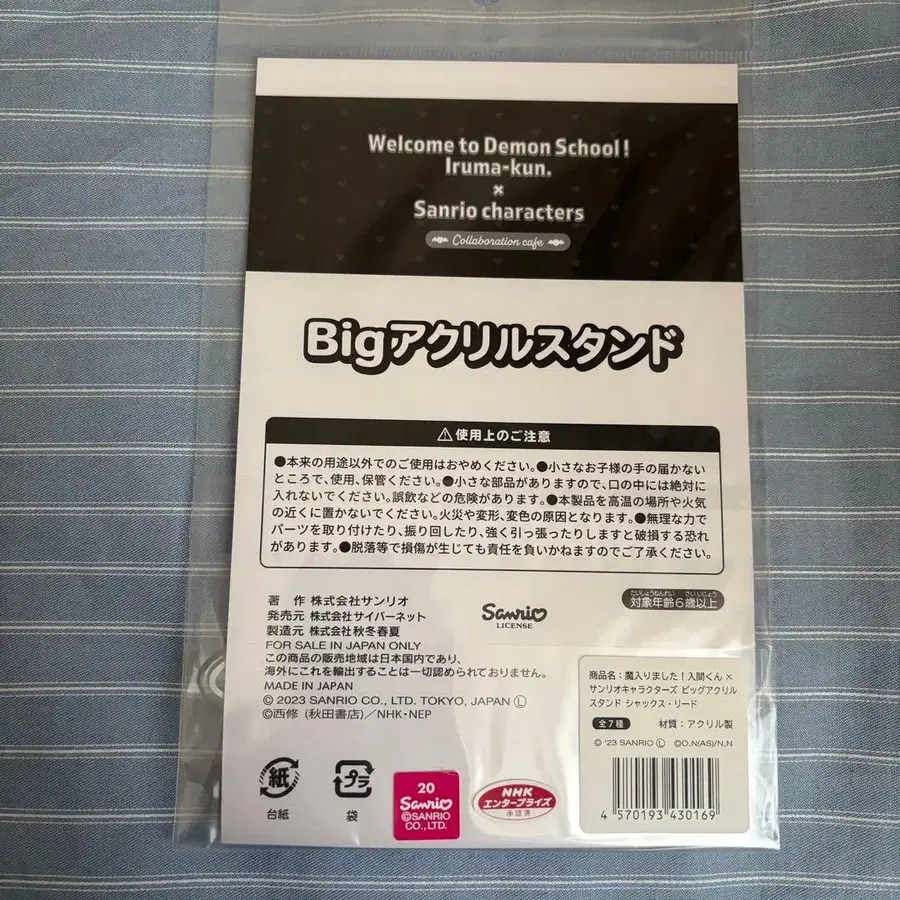 Welcome to Demon School!
Iruma-kun.
×
Sanrio characters
Collaboration cafe
Bigアクリルスタンド
⚠使用上のご注意
●本来の用途以外でのご使用はおやめください。●小さなお子様の手の届かない
ところで、使用、保管ください。●小さな部品がありますので、口の中には絶対に
入れないでください。誤飲などの危険があります。●本製品を高温の場所や火気
の近くに置かないでください。火災や変形、変色の原因となります。●無理な力で
パーツを取り付けたり、振り回したり、強く引っ張ったりしますと破損する恐れ
があります。●脱落等で損傷が生じても責任を負いかねますのでご了承ください。
著 作 株式会社サンリオ
発売元 株式会社サイバーネット
製造元 株式会社秋冬春夏
FOR SALE IN JAPAN ONLY
この商品の販売地域は日本国内であり、
海外にこれを輸出することは一切認められておりません。
MADE IN JAPAN
© 2023 SANRIO CO., LTD. TOKYO, JAPAN Ⓛ
©西修（秋田書店）／NHK・NEP
Sanrio
LICENSE
たいしょうねんれい さいいじょう
対象年齢6歳以上
商品名：魔入りました！入間くん×
サンリオキャラクターズ ビッグアクリル
スタンド シャックス・リード
全7種 材質：アクリル製
© '23 SANRIO Ⓛ ©O.N(AS)/N.N
4 570193 430169
紙
台紙
プラ
袋
20
Sanrio
©SANRIO
CO.,LTD.
NHK
エンタープライズ
承認済